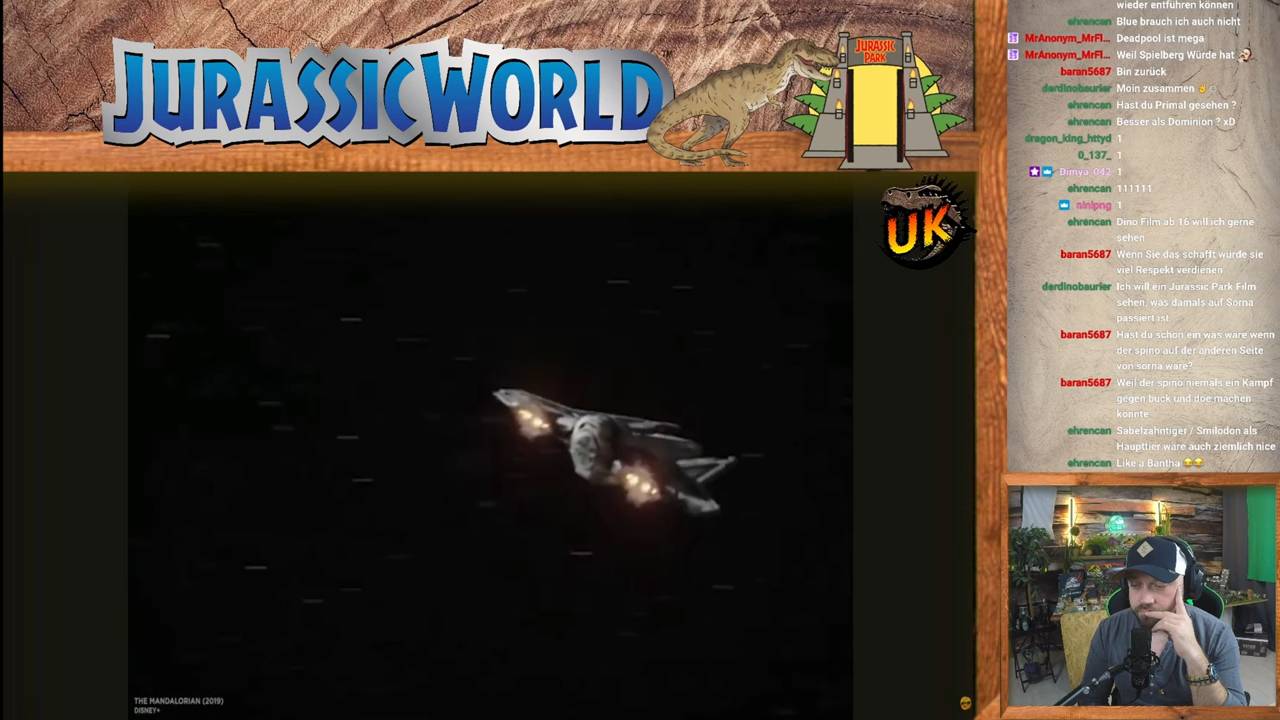 JURASSIC WORLD
JURASSIC
PARK
UK
THE MANDALORIAN (2019)
DISNEY+
wieder entführen können
ehrencan Blue brauch ich auch nicht
MrAnonym_MrFl... Deadpool ist mega
MrAnonym_MrFl... Weil Spielberg Würde hat
baran5687 Bin zurück
derdinobaurier Moin zusammen
ehrencan Hast du Primal gesehen ?
ehrencan Besser als Dominion ? xD
dragon_king_httyd 1
0_137_ 1
Dimya_042 1
ehrencan 111111
ninipng 1
ehrencan Dino Film ab 16 will ich gerne
sehen
baran5687 Wenn Sie das schafft würde sie
viel Respekt verdienen
derdinobaurier Ich will ein Jurassic Park Film
sehen, was damals auf Sorna
passiert ist
baran5687 Hast du schon ein was wäre wenn
der spino auf der anderen Seite
von sorna wäre?
baran5687 Weil der spino niemals ein Kampf
gegen buck und doe machen
könnte
ehrencan Säbelzahntiger / Smilodon als
Haupttier wäre auch ziemlich nice
ehrencan Like a Bantha 😂😂